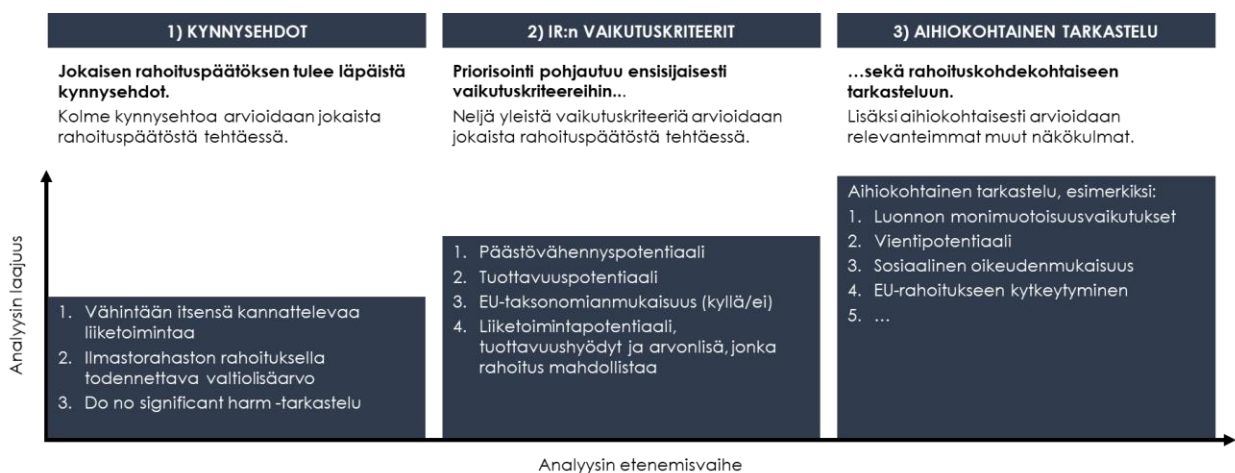 1) KYNNYSEHDOT
Jokaisen rahoituspäätöksen tulee läpäistä
kynnysehdot.
Kolme kynnysehtoa arvioidaan jokaista
rahoituspäätöstä tehtäessä.
2) IR:n VAIKUTUSKRITEERIT
Priorisointi pohjautuu ensisijaisesti
vaikutuskriteereihin...
Neljä yleistä vaikutuskriteeriä arvioidaan
jokaista rahoituspäätöstä tehtäessä.
3) AIHIOKOHTAINEN TARKASTELU
…sekä rahoituskohdekohtaiseen
tarkasteluun.
Lisäksi aihiokohtaisesti arvioidaan
relevanteimmat muut näkökulmat.
Analyysin laajuus
1. Vähintään itsensä kannattelevaa
liiketoimintaa
2. Ilmastorahaston rahoituksella
todennettava valtiolisäarvo
3. Do no significant harm -tarkastelu
1. Päästövähennyspotentiaali
2. Tuottavuuspotentiaali
3. EU-taksonomianmukaisuus (kyllä/ei)
4. Liiketoimintapotentiaali,
tuottavuushyödyt ja arvonlisä, jonka
rahoitus mahdollistaa
Aihiokohtainen tarkastelu, esimerkiksi:
1. Luonnon monimuotoisuusvaikutukset
2. Vientipotentiaali
3. Sosiaalinen oikeudenmukaisuus
4. EU-rahoitukseen kytkeytyminen
5. …
Analyysin etenemisvaihe